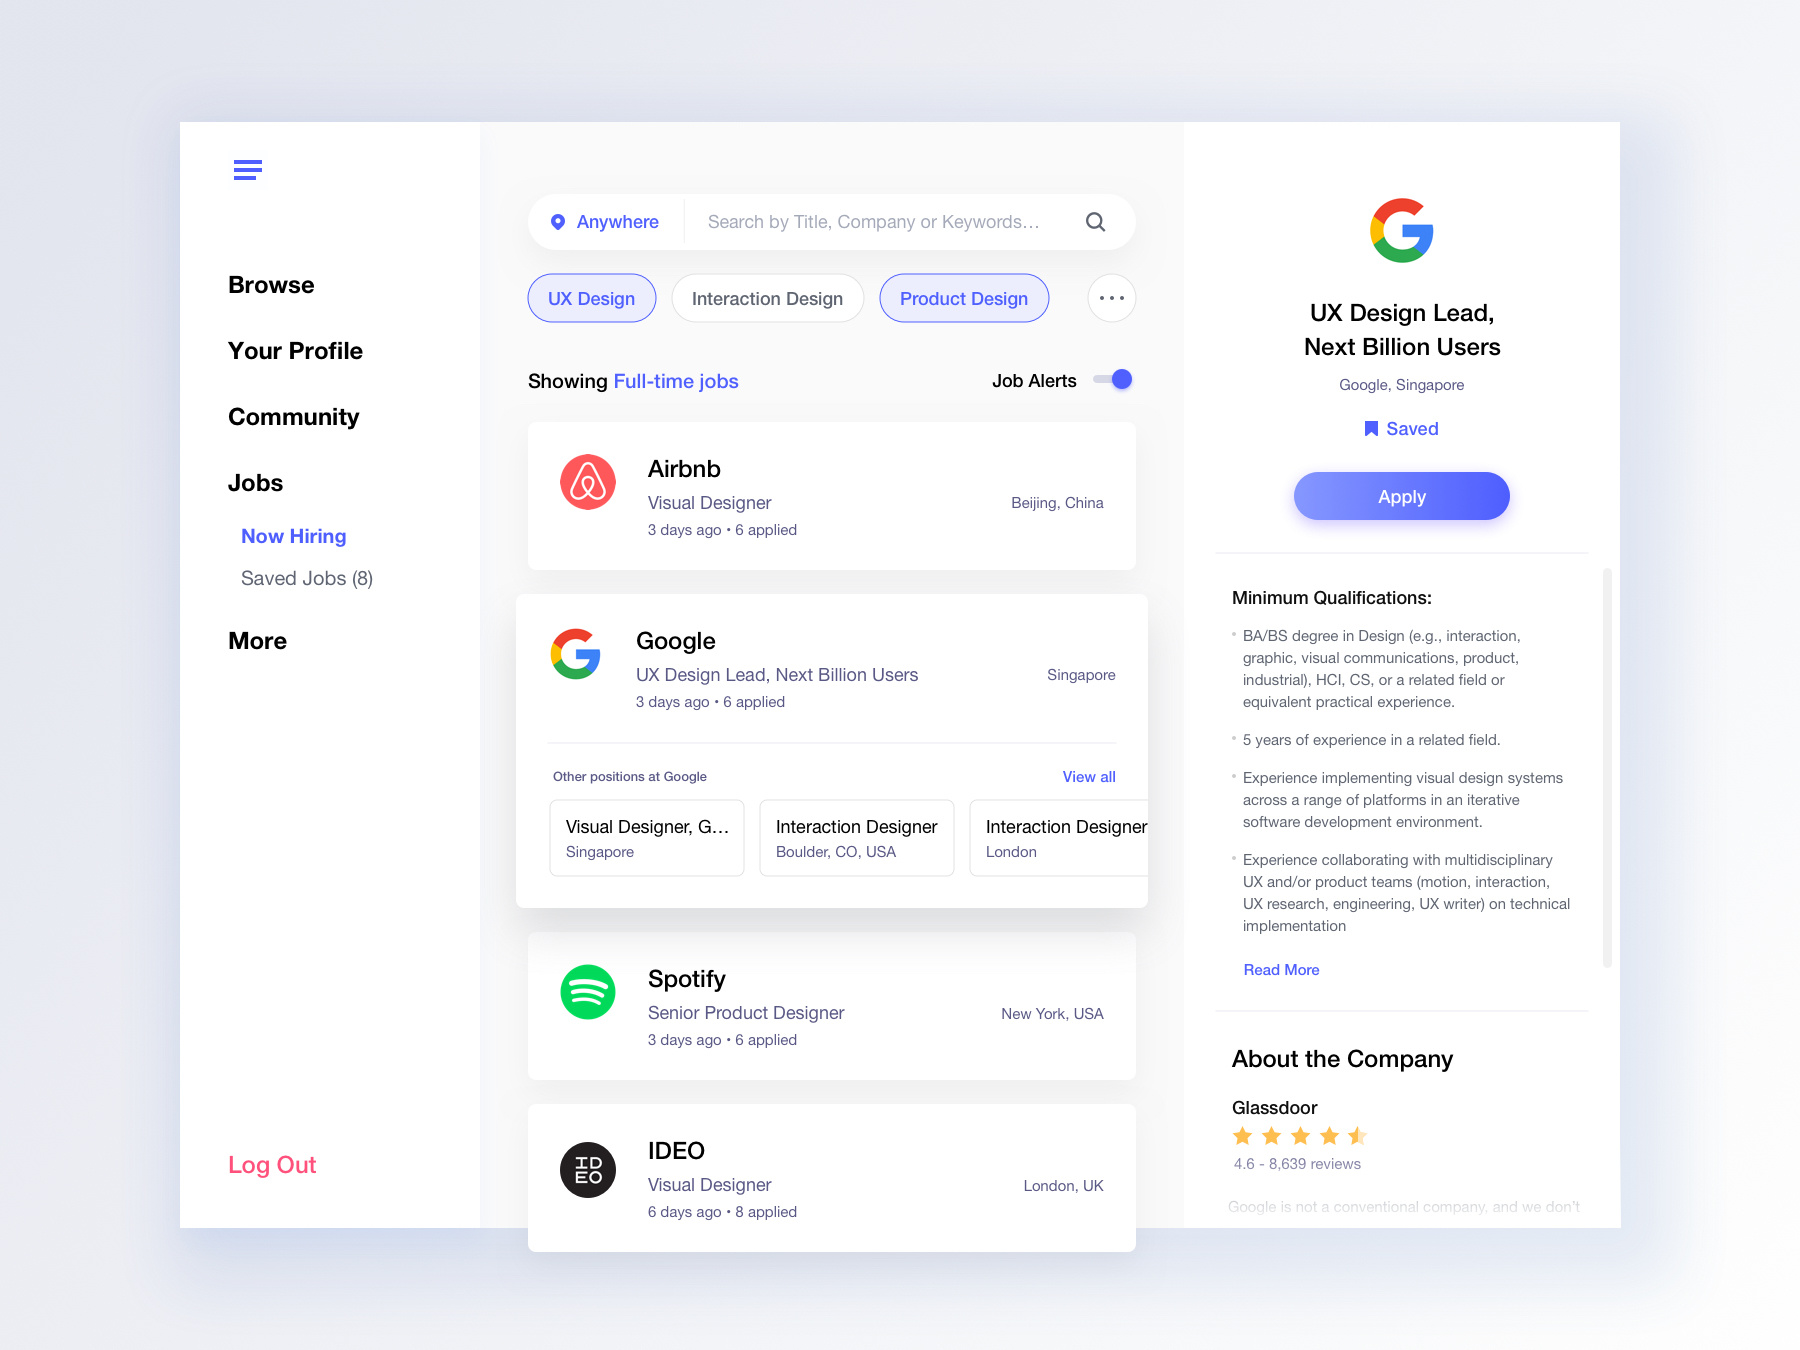 Browse
Your Profile
Community
Jobs
Now Hiring
Saved Jobs (8)
More
Log Out
Anywhere
Search by Title, Company or Keywords...
UX Design
Interaction Design
Product Design
Showing Full-time jobs
Job Alerts
Airbnb
Visual Designer
Beijing, China
3 days ago • 6 applied
Google
UX Design Lead, Next Billion Users
Singapore
3 days ago • 6 applied
Other positions at Google
View all
Visual Designer, G...
Singapore
Interaction Designer
Boulder, CO, USA
Interaction Designer
London
Spotify
Senior Product Designer
New York, USA
3 days ago • 6 applied
ID
EO
IDEO
Visual Designer
London, UK
6 days ago • 8 applied
UX Design Lead,
Next Billion Users
Google, Singapore
Saved
Apply
Minimum Qualifications:
• BA/BS degree in Design (e.g., interaction,
graphic, visual communications, product,
industrial), HCI, CS, or a related field or
equivalent practical experience.
• 5 years of experience in a related field.
• Experience implementing visual design systems
across a range of platforms in an iterative
software development environment.
• Experience collaborating with multidisciplinary
UX and/or product teams (motion, interaction,
UX research, engineering, UX writer) on technical
implementation
Read More
About the Company
Glassdoor
4.6 - 8,639 reviews
Google is not a conventional company, and we don't